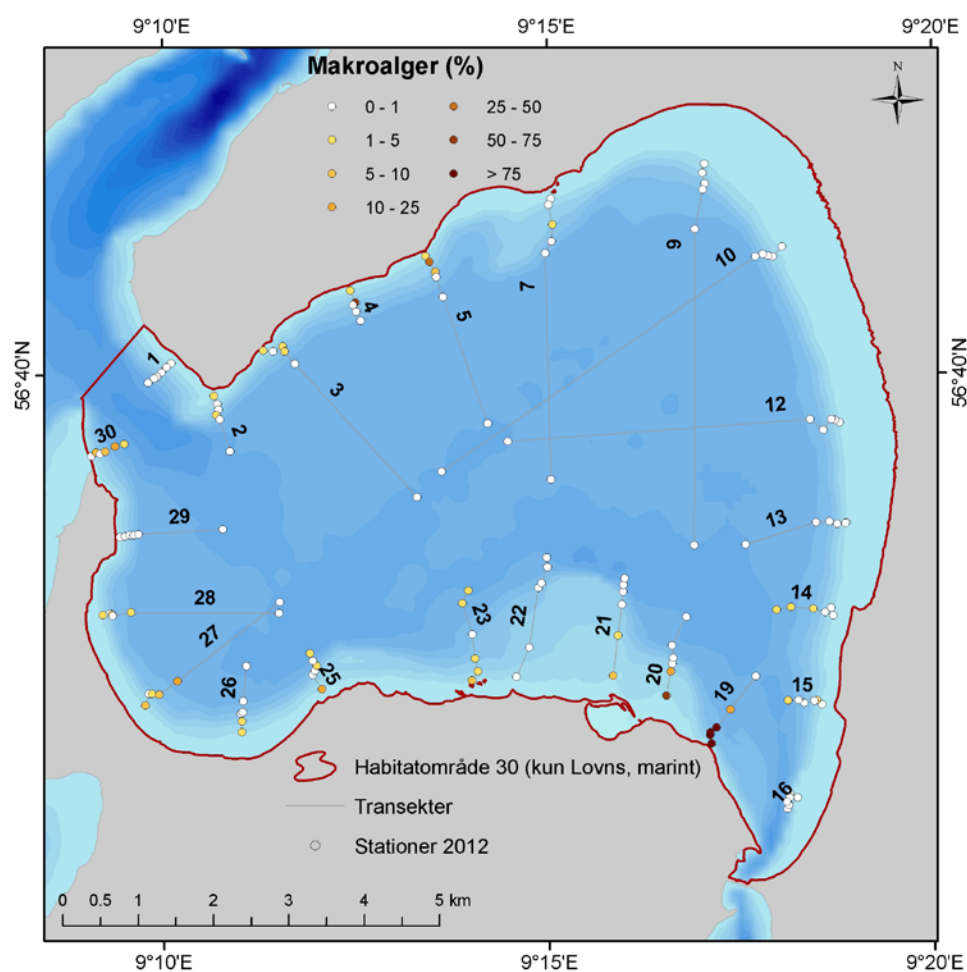 9°10'E 9°15'E 9°20'E
Makroalger (%)
N
0 - 1 25 - 50
1 - 5 50 - 75
5 - 10 > 75
10 - 25
9
10
7
4
5
56°40'N 56°40'N
1
3
2
30
12
29
13
28
14
27
23
22
21
20
25
26
19
15
16
Habitatområde 30 (kun Lovns, marint)
Transekter
Stationer 2012
0 0.5 1 2 3 4 5 km
9°10'E 9°15'E 9°20'E